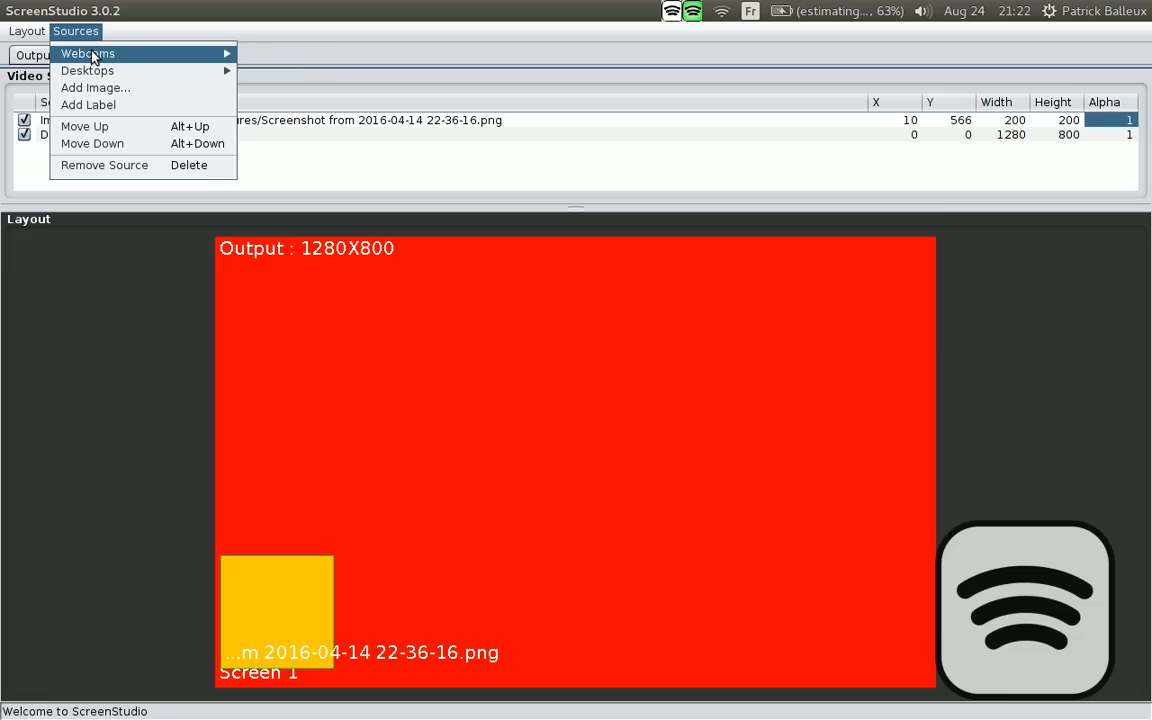 ScreenStudio 3.0.2
Fr (estimating..., 63%) Aug 24 21:22 Patrick Balleux
Layout Sources
Webcams
Desktops
Add Image...
Add Label
Move Up Alt+Up
Move Down Alt+Down
Remove Source Delete
Outpu
Video S
X Y Width Height Alpha
res/Screenshot from 2016-04-14 22-36-16.png 10 566 200 200 1
D 0 0 1280 800 1
Layout
Output : 1280X800
...m 2016-04-14 22-36-16.png
Screen 1
Welcome to ScreenStudio